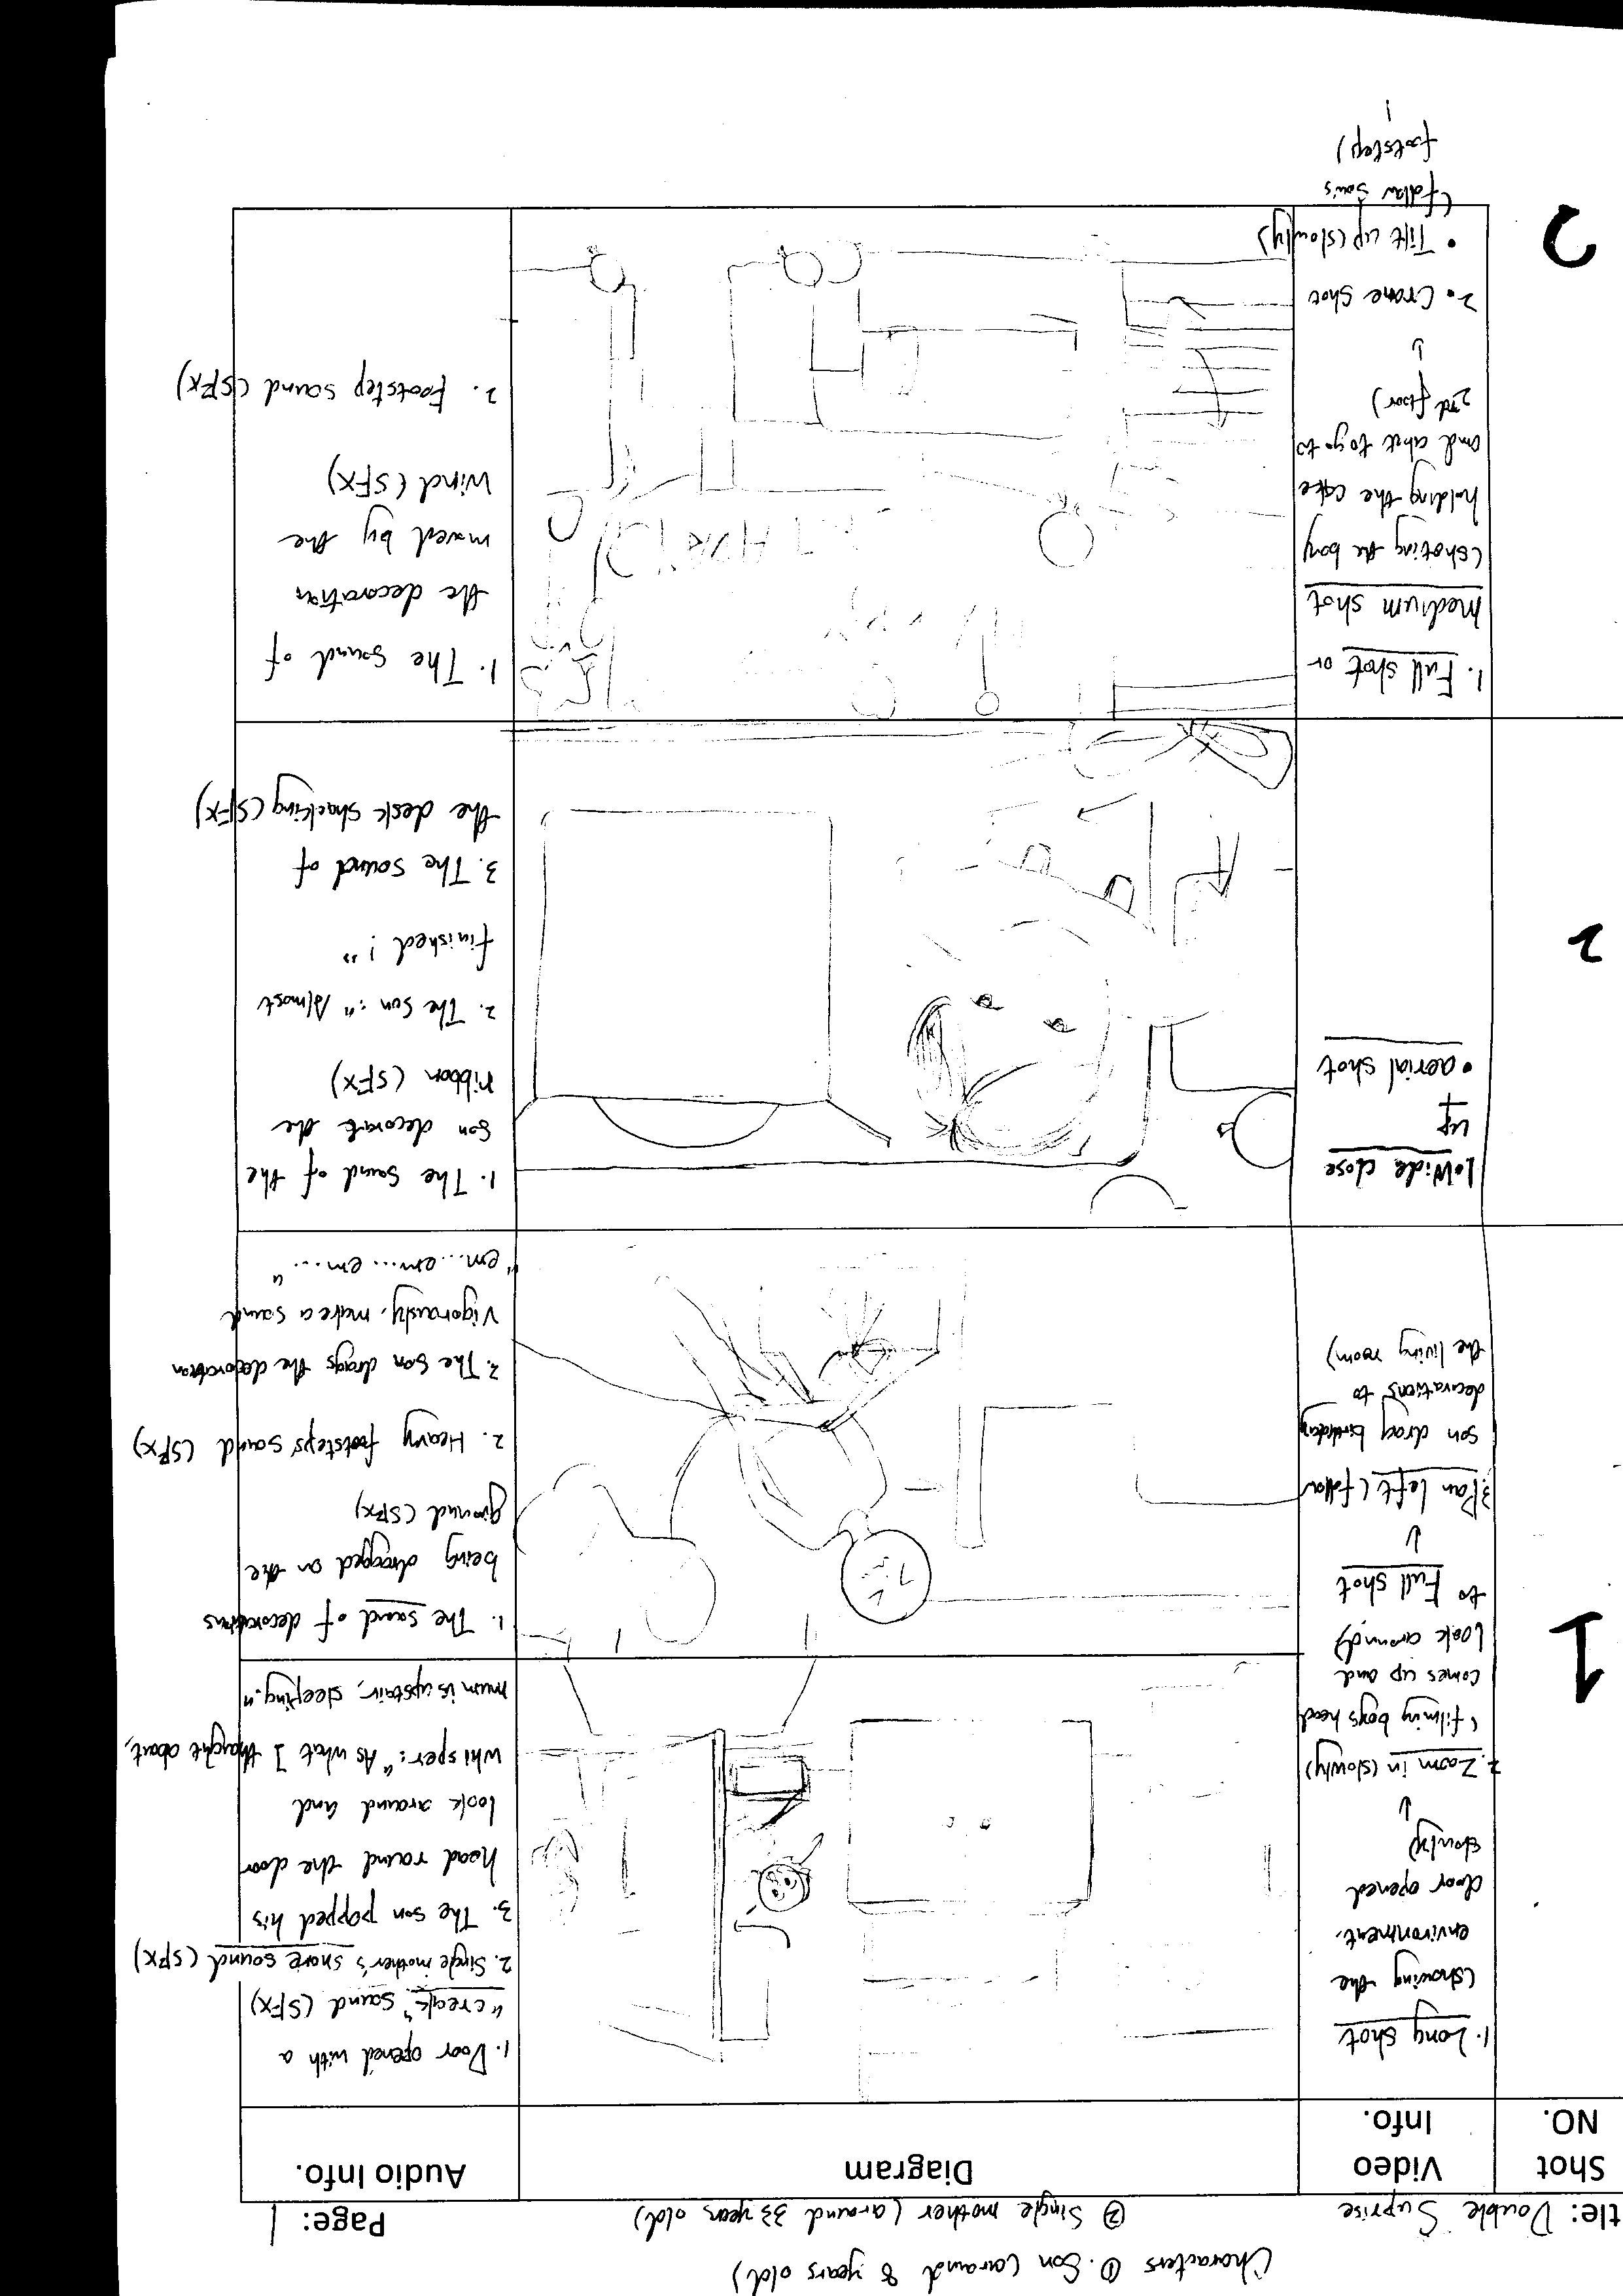 Characters ①. Son (around 8 years old)
② Single mother (around 33 years old)
tle: Double Suprise
Page: 1
Shot NO.
Video Info.
Diagram
Audio Info.
1
1. Long shot
(showing the
environment.
door opened
slowly)
↓
2. Zoom in (slowly)
(filming boys head
comes up and
look around)
to Full shot
↓
3. Pan left (follow
son drag birthday
decorations to
the living room)
1. Door opened with a
"creak" sound (SFX)
2. Single mother's snore sound (SFX)
3. The son popped his
head round the door
look around and
whisper: "As what I thought about,
mum is upstair, sleeping."
1. The sound of decorations
being dragged on the
ground (SFX)
2. Heavy footsteps sound (SFX)
3. The son drags the decoration
vigorously, make a sound
"em... em... em... "
2
1. Wide close
up
+
• aerial shot
1. The sound of the
son decorate the
ribbon (SFX)
2. The son: "Almost
finished!"
3. The sound of
the desk shacking (SFX)
3
1. Full shot or
medium shot
(shoting the boy
holding the cake
and abt to go to
2nd floor)
↓
2. Crane shot
• Tilt up (slowly)
(follow son's
footstep)
1. The sound of
the decoration
moved by the
wind (SFX)
2. Footstep sound (SFX)